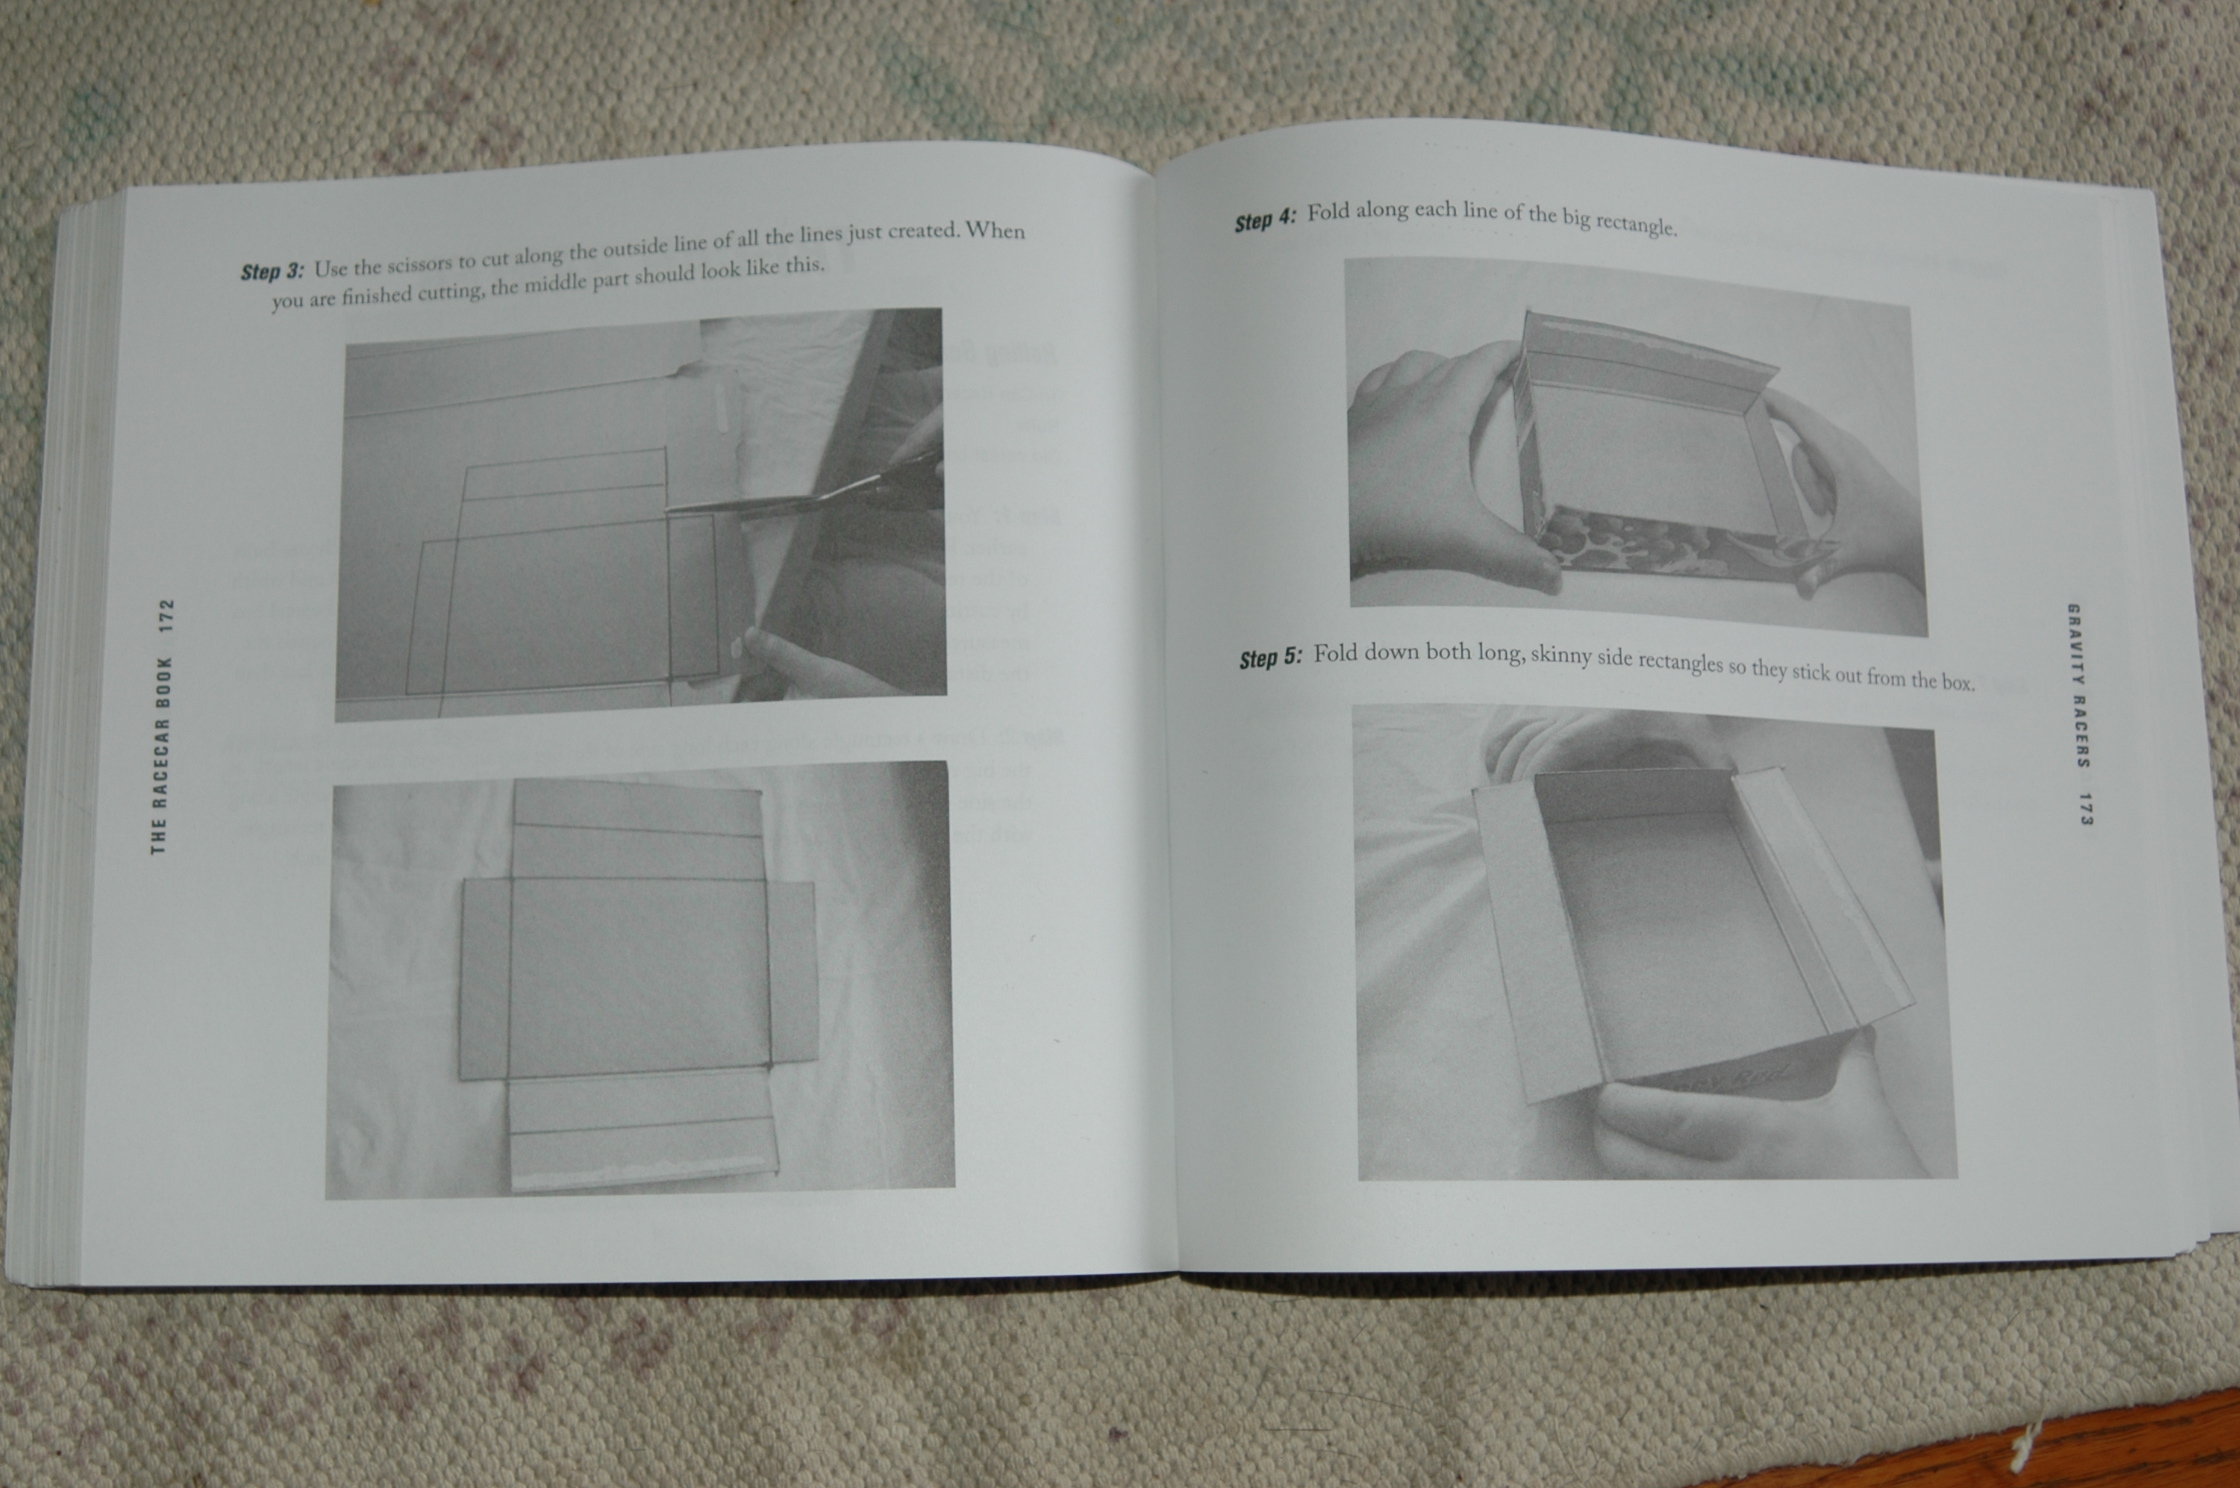 Step 3: Use the scissors to cut along the outside line of all the lines just created. When
you are finished cutting, the middle part should look like this.
THE RACECAR BOOK 172
Step 4: Fold along each line of the big rectangle.
Step 5: Fold down both long, skinny side rectangles so they stick out from the box.
GRAVITY RACERS 173